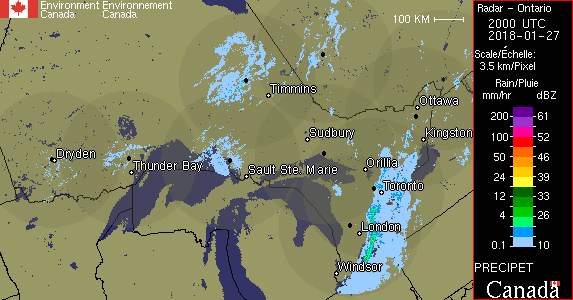 Environment Environnement
Canada Canada
100 KM
Timmins
Ottawa
Sudbury
Kingston
Dryden
Thunder Bay
Sault Ste. Marie
Orillia
Toronto
London
Windsor
Radar - Ontario
2000 UTC
2018-01-27
Scale/Échelle:
3.5 km/Pixel
Rain/Pluie
mm/hr dBZ
200 61
100 52
50 46
24 39
12 33
4 26
0.1 10
PRECIPET
Canada